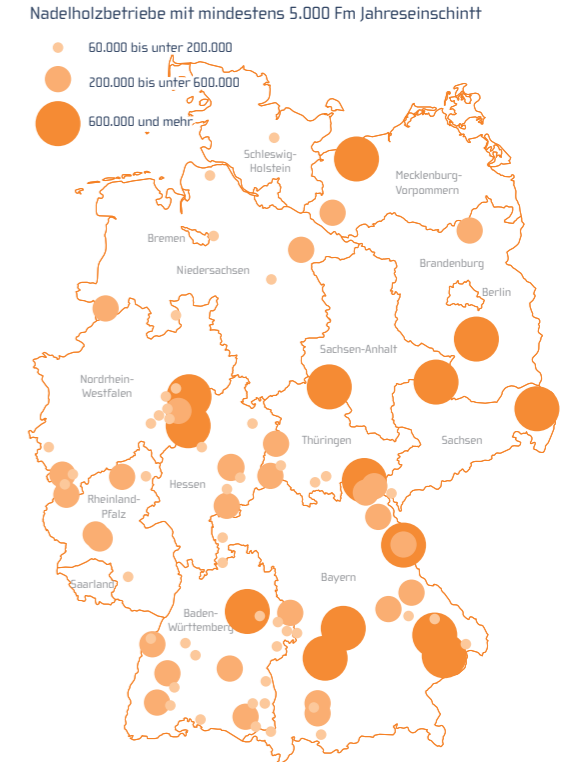 Nadelholzbetriebe mit mindestens 5.000 Fm Jahreseinschintt
60.000 bis unter 200.000
200.000 bis unter 600.000
600.000 und mehr
Schleswig-
Holstein
Mecklenburg-
Vorpommern
Bremen
Niedersachsen
Brandenburg
Berlin
Sachsen-Anhalt
Nordrhein-
Westfalen
Thüringen
Sachsen
Hessen
Rheinland-
Pfalz
Saarland
Bayern
Baden-
Württemberg